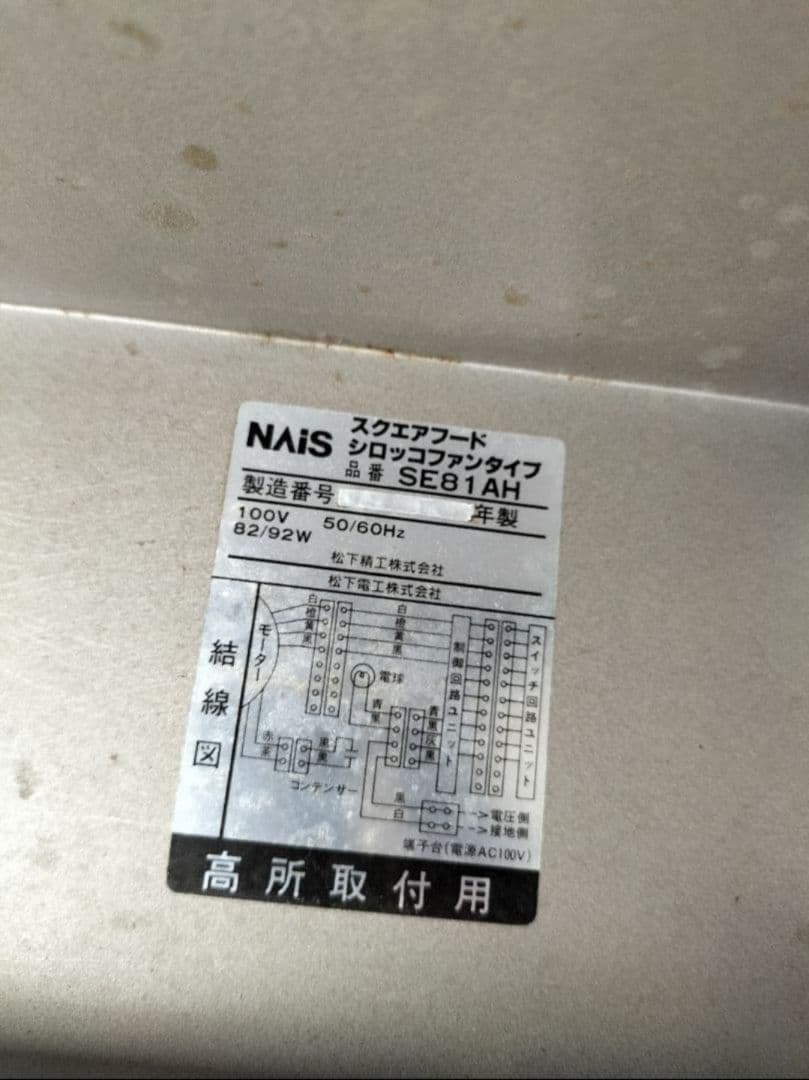 NAiS
スクエアフード
シロッコファンタイプ
品番 SE81AH
製造番号 年製
100V 50/60Hz
82/92W
松下精工株式会社
松下電工株式会社
結線図
モーター
白
橙
黄
黒
白
橙
黄
黒
制御回路ユニット
スイッチ回路ユニット
電球
青
黒
青
黒
灰
黒
赤
茶
黒
黒
コンデンサー
黒
白
->電圧側
->接地側
端子台(電源AC100V)
高所取付用